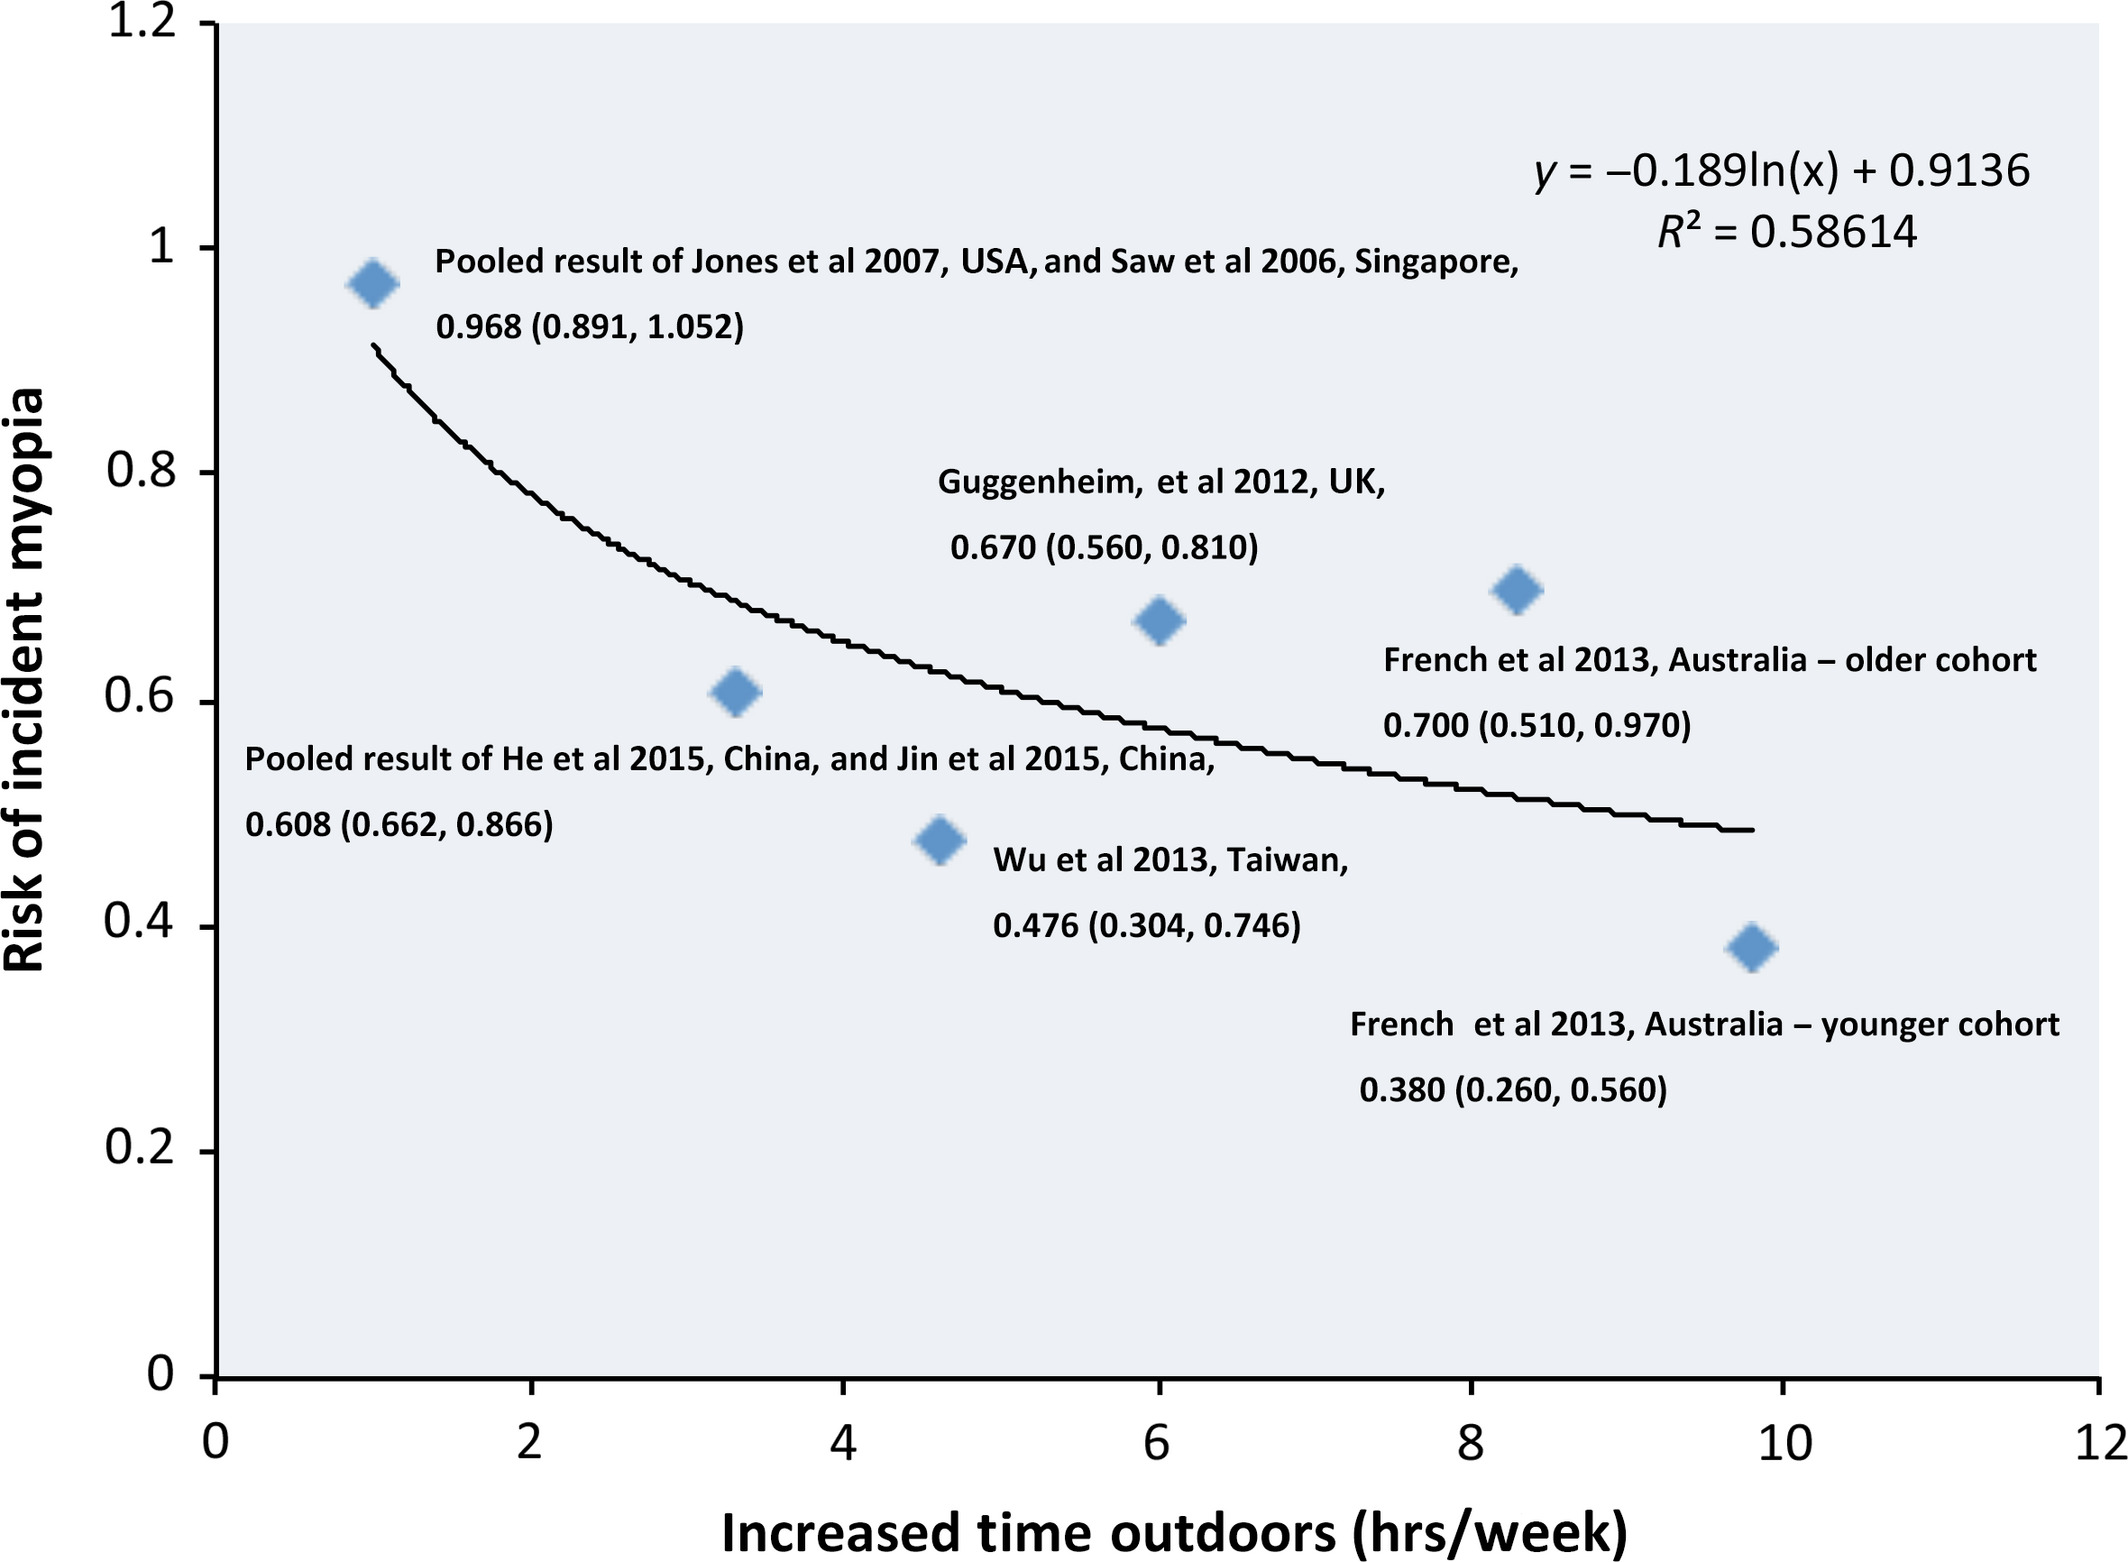 1.2
1
0.8
0.6
0.4
0.2
0
Risk of incident myopia
y = –0.189ln(x) + 0.9136
R² = 0.58614
Pooled result of Jones et al 2007, USA, and Saw et al 2006, Singapore,
0.968 (0.891, 1.052)
Guggenheim, et al 2012, UK,
0.670 (0.560, 0.810)
French et al 2013, Australia – older cohort
0.700 (0.510, 0.970)
Pooled result of He et al 2015, China, and Jin et al 2015, China,
0.608 (0.662, 0.866)
Wu et al 2013, Taiwan,
0.476 (0.304, 0.746)
French et al 2013, Australia – younger cohort
0.380 (0.260, 0.560)
0 2 4 6 8 10 12
Increased time outdoors (hrs/week)